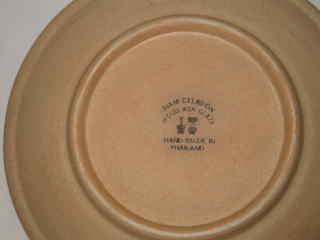 SIAM CELADON
WOOD ASH GLAZE
HAND MADE IN
THAILAND